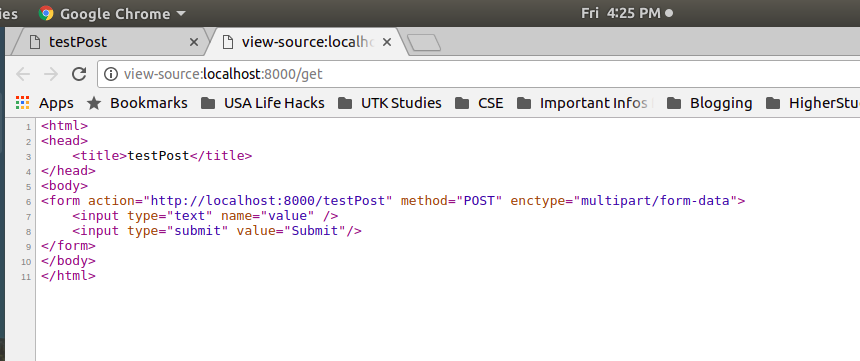 ies Google Chrome Fri 4:25 PM
testPost view-source:localh
view-source:localhost:8000/get
Apps Bookmarks USA Life Hacks UTK Studies CSE Important Infos Blogging HigherStu
1 <html>
2 <head>
3 <title>testPost</title>
4 </head>
5 <body>
6 <form action="http://localhost:8000/testPost" method="POST" enctype="multipart/form-data">
7 <input type="text" name="value" />
8 <input type="submit" value="Submit"/>
9 </form>
10 </body>
11 </html>